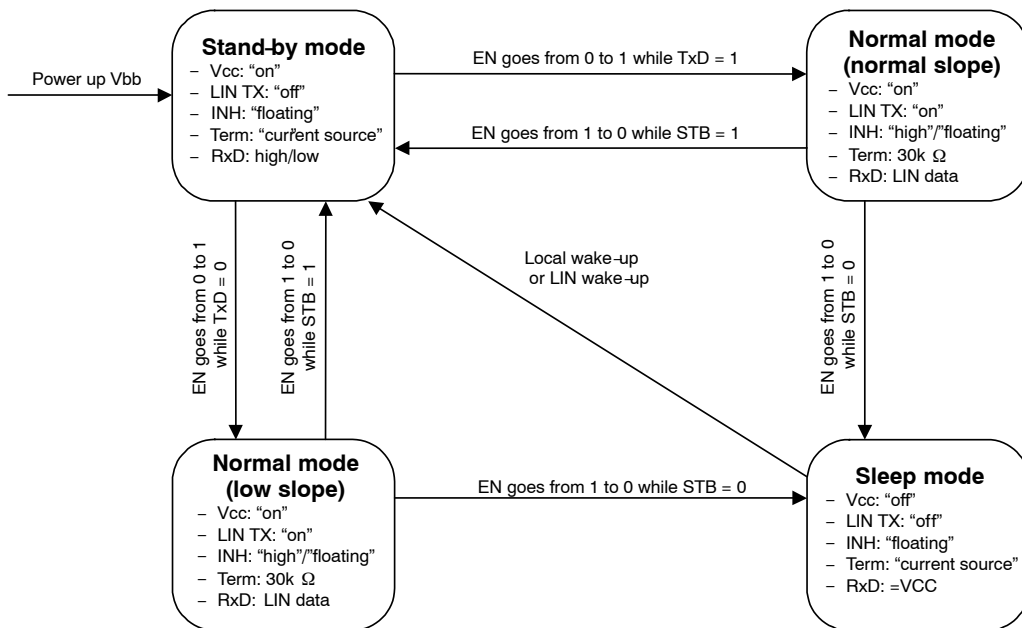 Power up Vbb
Stand-by mode
– Vcc: “on”
– LIN TX: “off”
– INH: “floating”
– Term: “current source”
– RxD: high/low
EN goes from 0 to 1 while TxD = 1
EN goes from 1 to 0 while STB = 1
Normal mode
(normal slope)
– Vcc: “on”
– LIN TX: “on”
– INH: “high”/”floating”
– Term: 30k Ω
– RxD: LIN data
EN goes from 0 to 1
while TxD = 0
EN goes from 1 to 0
while STB = 1
Local wake-up
or LIN wake-up
EN goes from 1 to 0
while STB = 0
Normal mode
(low slope)
– Vcc: “on”
– LIN TX: “on”
– INH: “high”/”floating”
– Term: 30k Ω
– RxD: LIN data
EN goes from 1 to 0 while STB = 0
Sleep mode
– Vcc: “off”
– LIN TX: “off”
– INH: “floating”
– Term: “current source”
– RxD: =VCC